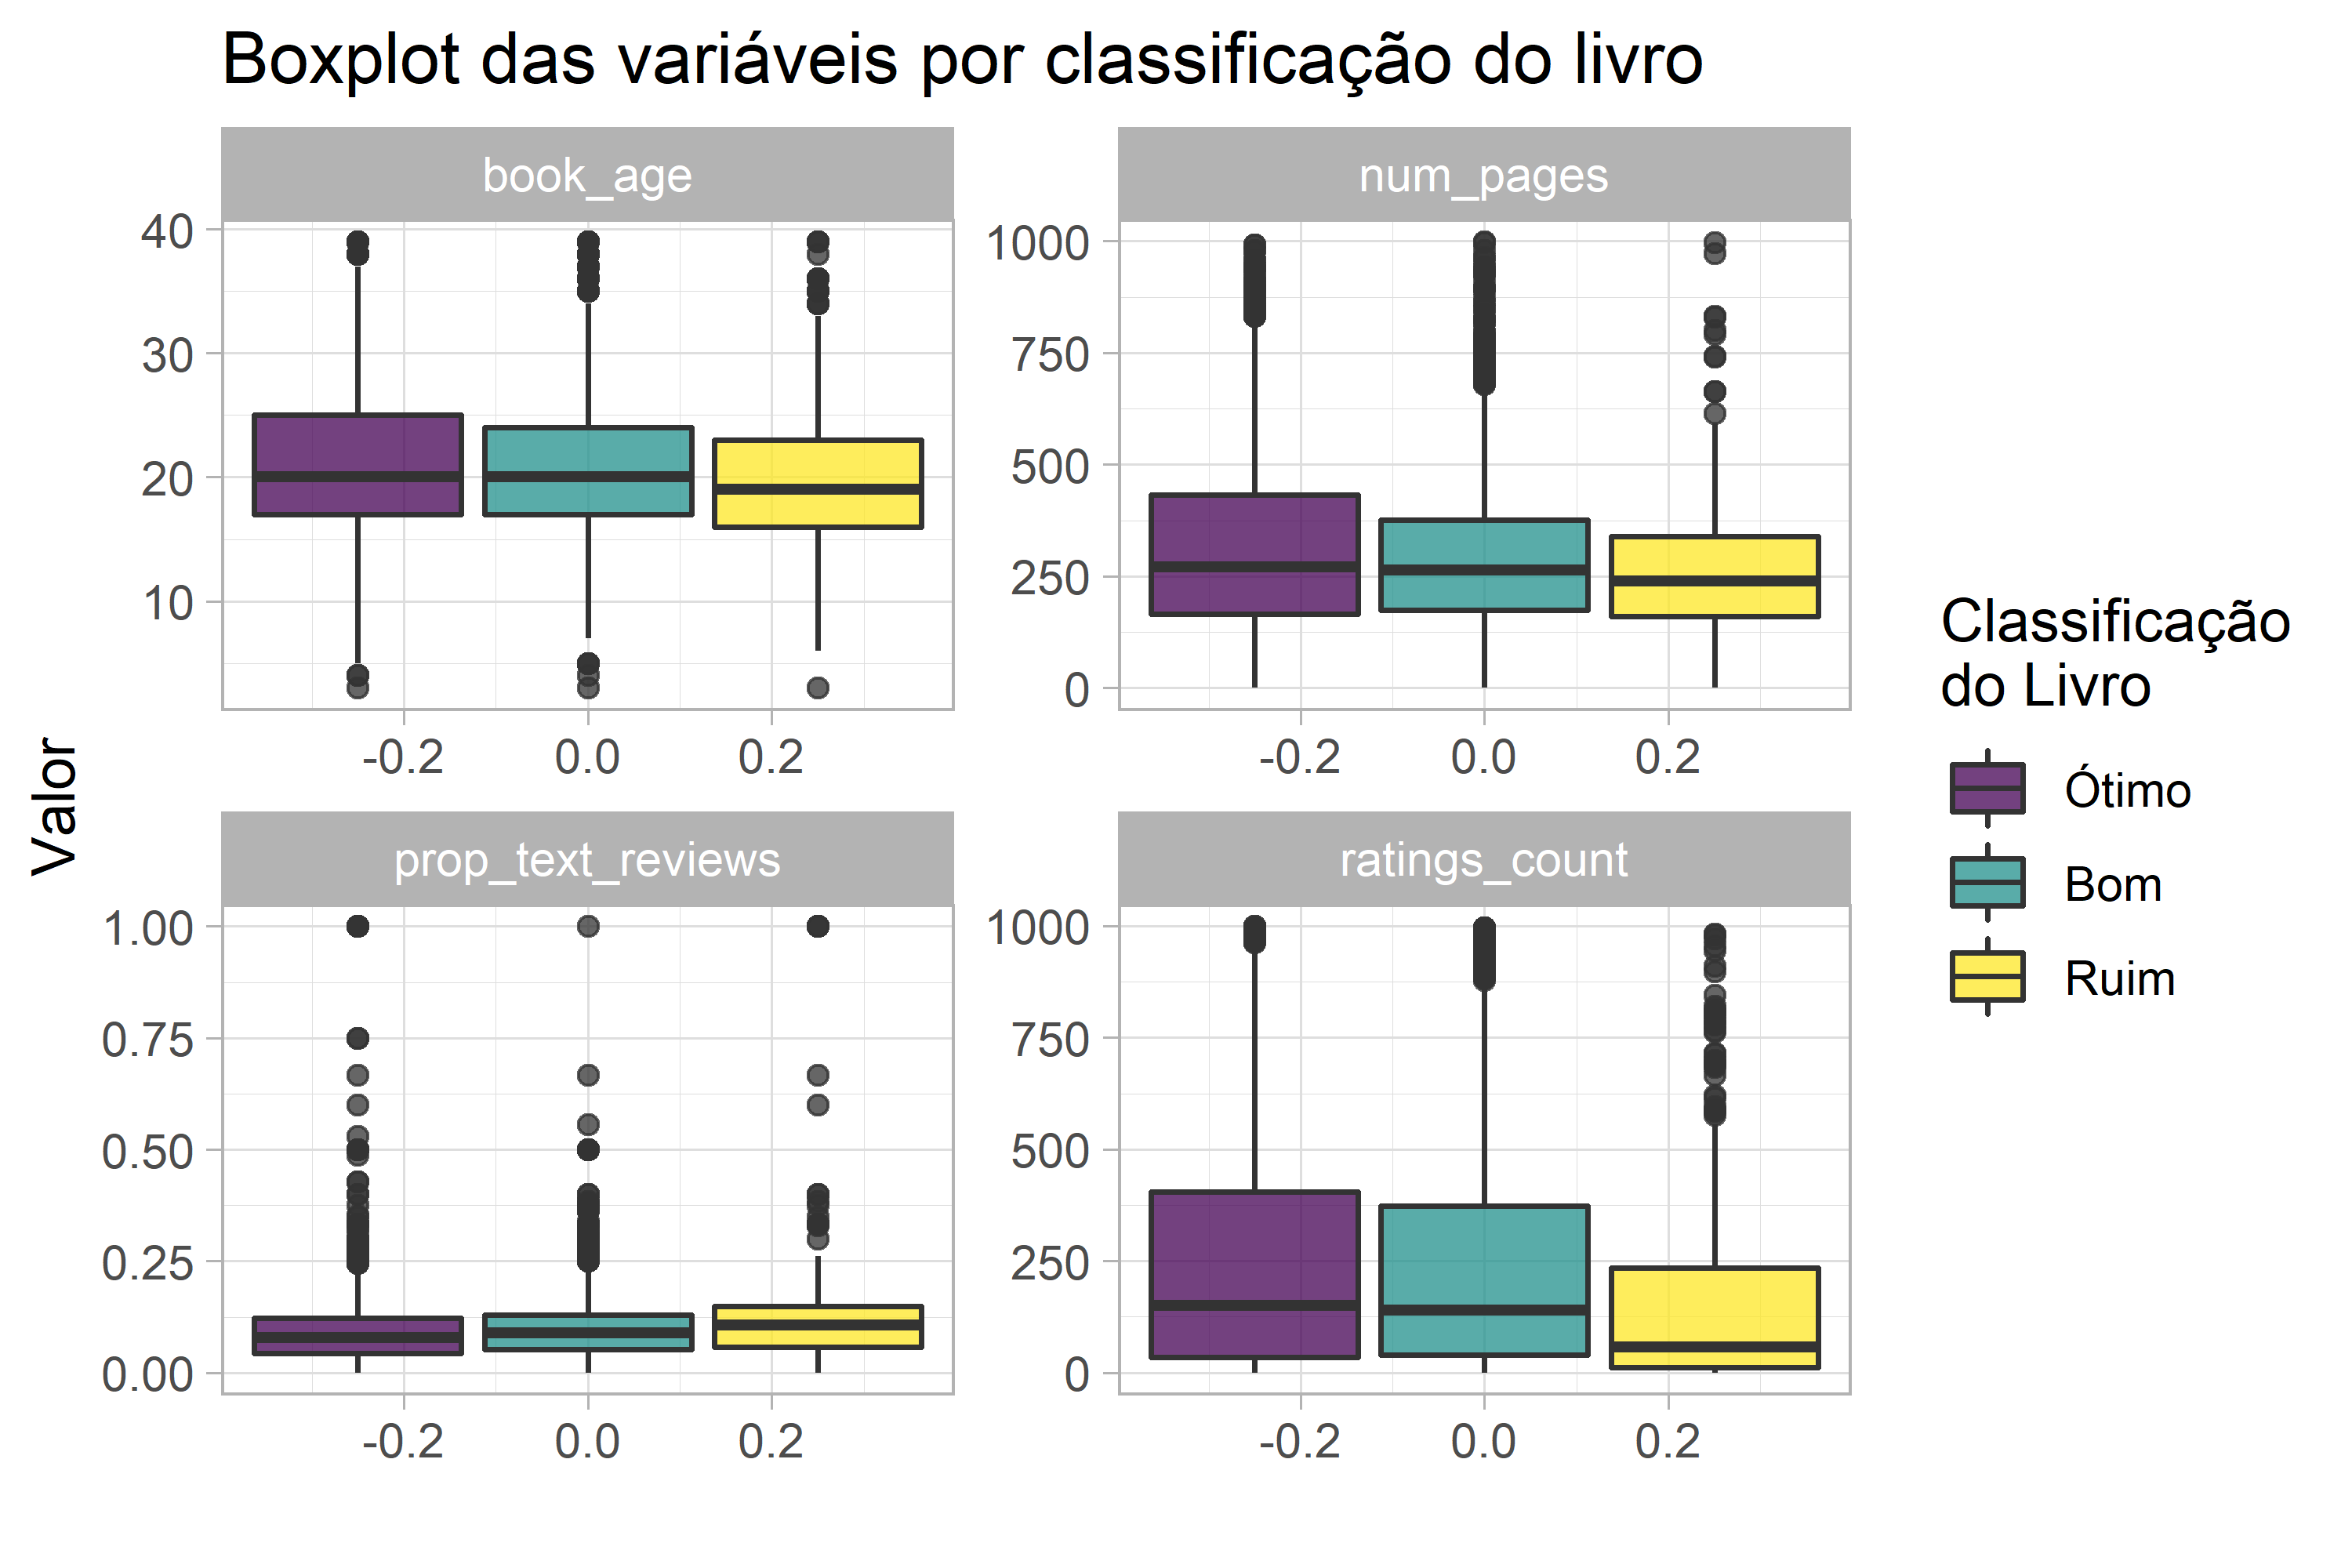 Boxplot das variáveis por classificação do livro
book_age
num_pages
40
30
20
10
1000
750
500
250
0
-0.2 0.0 0.2
-0.2 0.0 0.2
Valor
prop_text_reviews
ratings_count
1.00
0.75
0.50
0.25
0.00
1000
750
500
250
0
-0.2 0.0 0.2
-0.2 0.0 0.2
Classificação
do Livro
Ótimo
Bom
Ruim